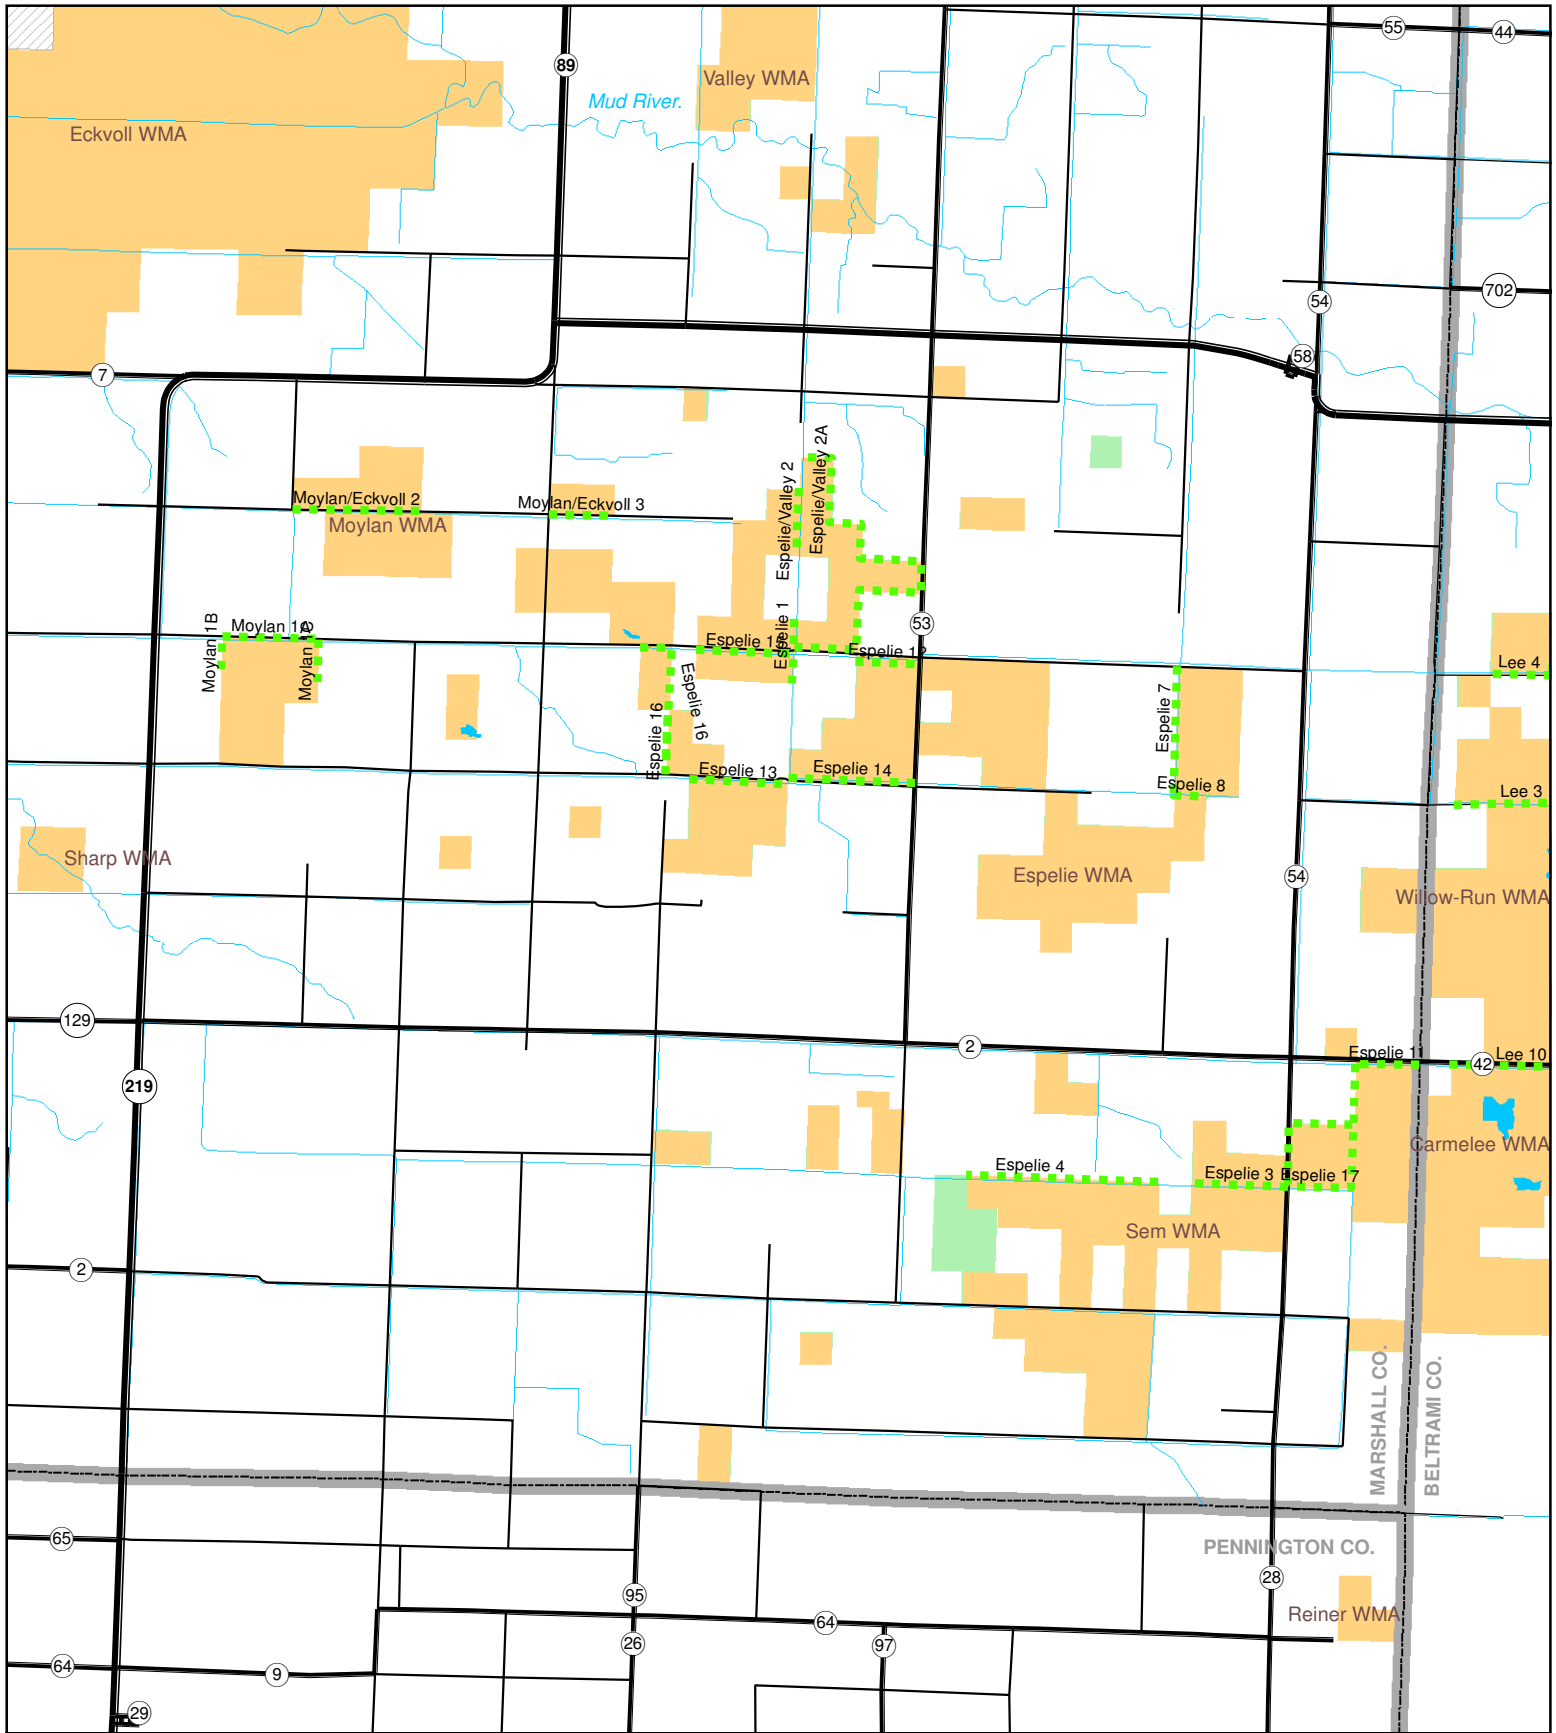 55
44
89
Valley WMA
Mud River.
Eckvoll WMA
702
54
58
7
Espelie/Valley 2A
Espelie/Valley 2
Moylan/Eckvoll 2
Moylan/Eckvoll 3
Moylan WMA
Moylan 1B
Moylan 1A
Espelie 1
53
Espelie 12
Espelie 16
Espelie 16
Espelie 7
Lee 4
Espelie 13
Espelie 14
Espelie 8
Lee 3
Sharp WMA
Espelie WMA
54
Willow-Run WMA
129
2
Espelie 11
42
Lee 10
219
Carmelee WMA
Espelie 4
Espelie 3
Espelie 17
Sem WMA
2
MARSHALL CO.
BELTRAMI CO.
65
PENNINGTON CO.
28
95
Reiner WMA
64
26
97
64
9
29